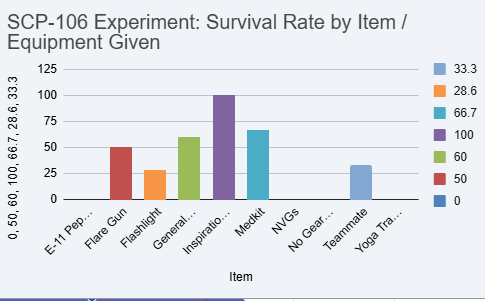 SCP-106 Experiment: Survival Rate by Item /
Equipment Given
0, 50, 60, 100, 66.7, 28.6, 33.3
125
100
75
50
25
0
E-11 Pep…
Flare Gun
Flashlight
General…
Inspiratio…
Medkit
NVGs
No Gear…
Teammate
Yoga Tra…
Item
33.3
28.6
66.7
100
60
50
0